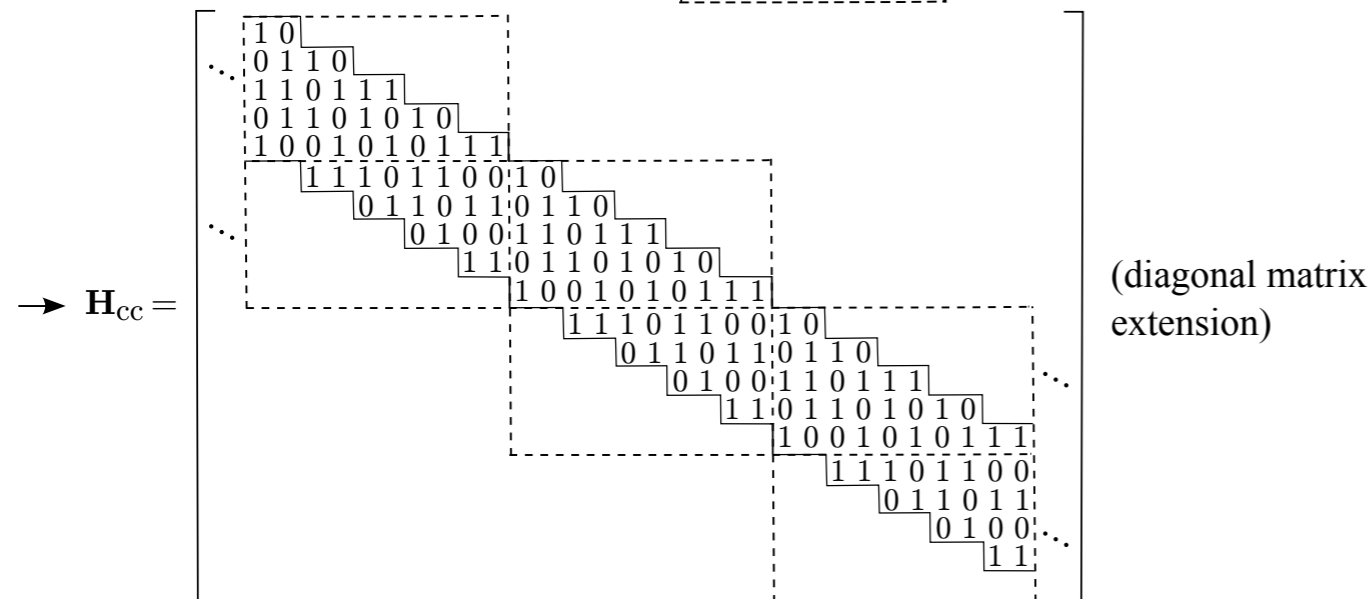 1 0
0 1 1 0
1 1 0 1 1 1
0 1 1 0 1 0 1 0
1 0 0 1 0 1 0 1 1 1
1 1 1 0 1 1 0 0 1 0
0 1 1 0 1 1 0 1 1 0
0 1 0 0 1 1 0 1 1 1
1 1 0 1 1 0 1 0 1 0
1 0 0 1 0 1 0 1 1 1
→ H_cc =
(diagonal matrix
extension)
1 1 1 0 1 1 0 0 1 0
0 1 1 0 1 1 0 1 1 0
0 1 0 0 1 1 0 1 1 1
1 1 0 1 1 0 1 0 1 0
1 0 0 1 0 1 0 1 1 1
1 1 1 0 1 1 0 0
0 1 1 0 1 1
0 1 0 0
1 1